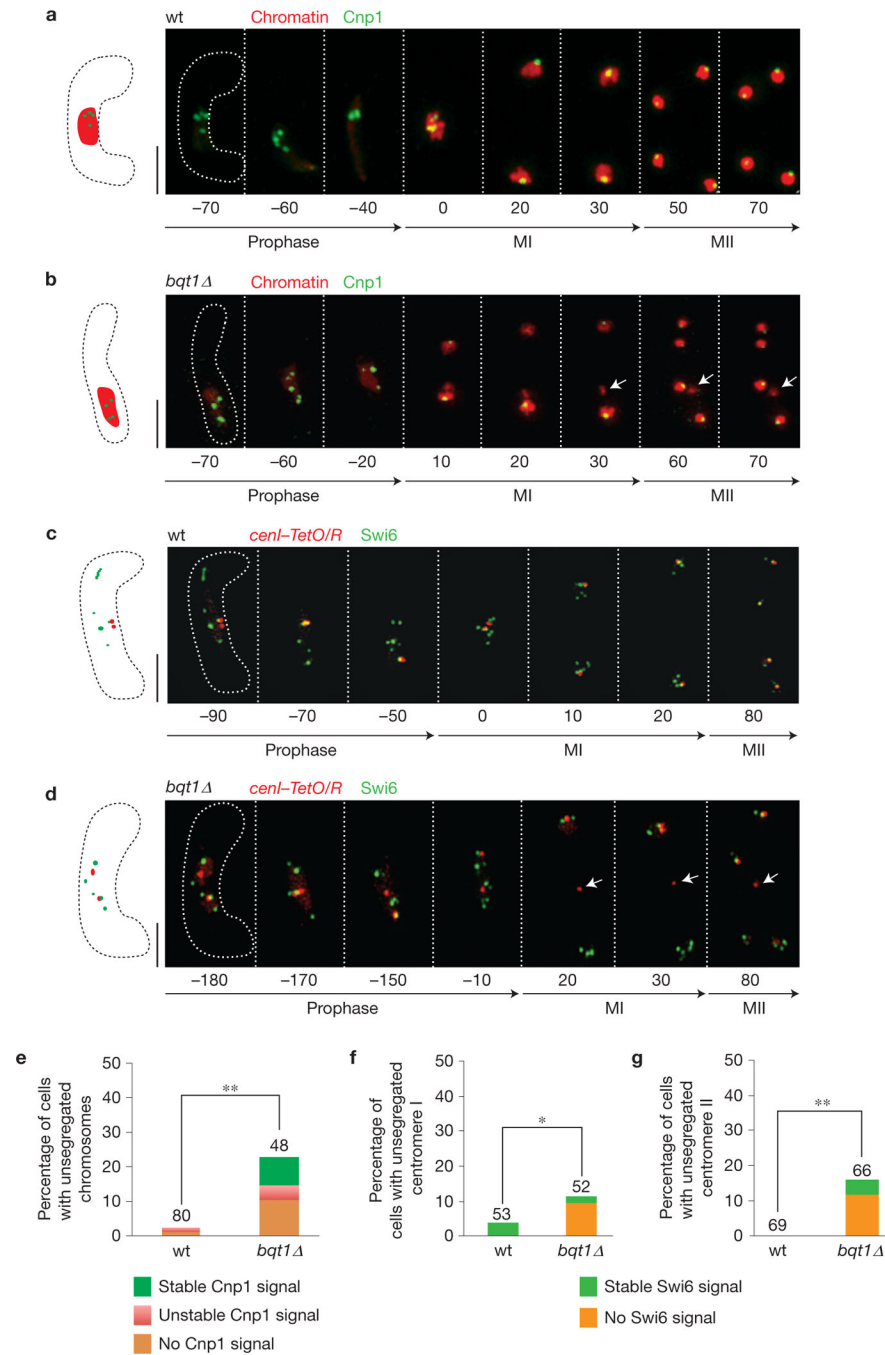 a
wt Chromatin Cnp1
–70 –60 –40 0 20 30 50 70
Prophase MI MII
b
bqt1Δ Chromatin Cnp1
–70 –60 –20 10 20 30 60 70
Prophase MI MII
c
wt cenI–TetO/R Swi6
–90 –70 –50 0 10 20 80
Prophase MI MII
d
bqt1Δ cenI–TetO/R Swi6
–180 –170 –150 –10 20 30 80
Prophase MI MII
e
Percentage of cells
with unsegregated
chromosomes
50
40
30
20
10
0
**
80
48
wt bqt1Δ
Stable Cnp1 signal
Unstable Cnp1 signal
No Cnp1 signal
f
Percentage of
cells with unsegregated
centromere I
50
40
30
20
10
0
*
53
52
wt bqt1Δ
g
Percentage of cells
with unsegregated
centromere II
50
40
30
20
10
0
**
69
66
wt bqt1Δ
Stable Swi6 signal
No Swi6 signal